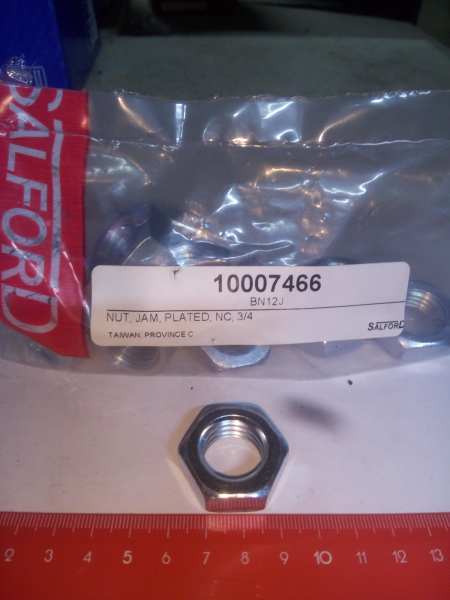 SALFORD
10007466
BN12J
NUT, JAM, PLATED, NC, 3/4
TAIWAN, PROVINCE C
SALFORD
2 3 4 5 6 7 8 9 10 11 12 13